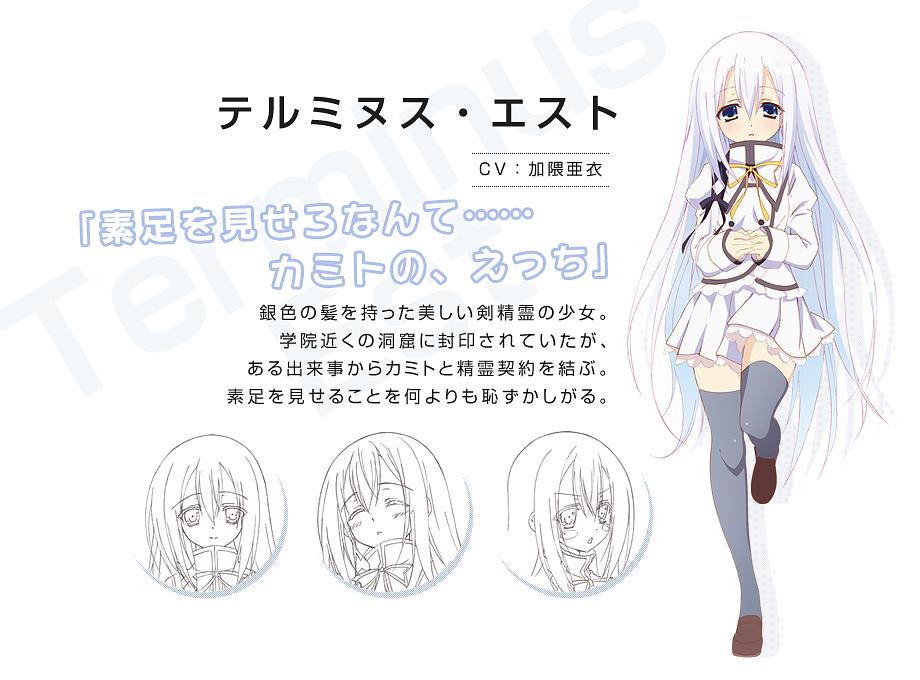 Terminus
Est
テルミヌス・エスト
CV：加隈亜衣
「素足を見せろなんて……
カミトの、えっち」
銀色の髪を持った美しい剣精霊の少女。
学院近くの洞窟に封印されていたが、
ある出来事からカミトと精霊契約を結ぶ。
素足を見せることを何よりも恥ずかしがる。